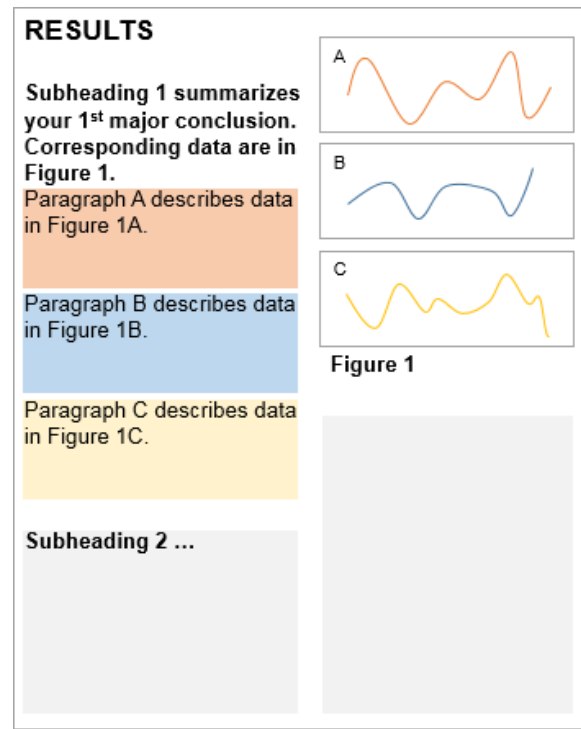 RESULTS
Subheading 1 summarizes
your 1st major conclusion.
Corresponding data are in
Figure 1.
Paragraph A describes data
in Figure 1A.
Paragraph B describes data
in Figure 1B.
Paragraph C describes data
in Figure 1C.
Subheading 2 …
A
B
C
Figure 1